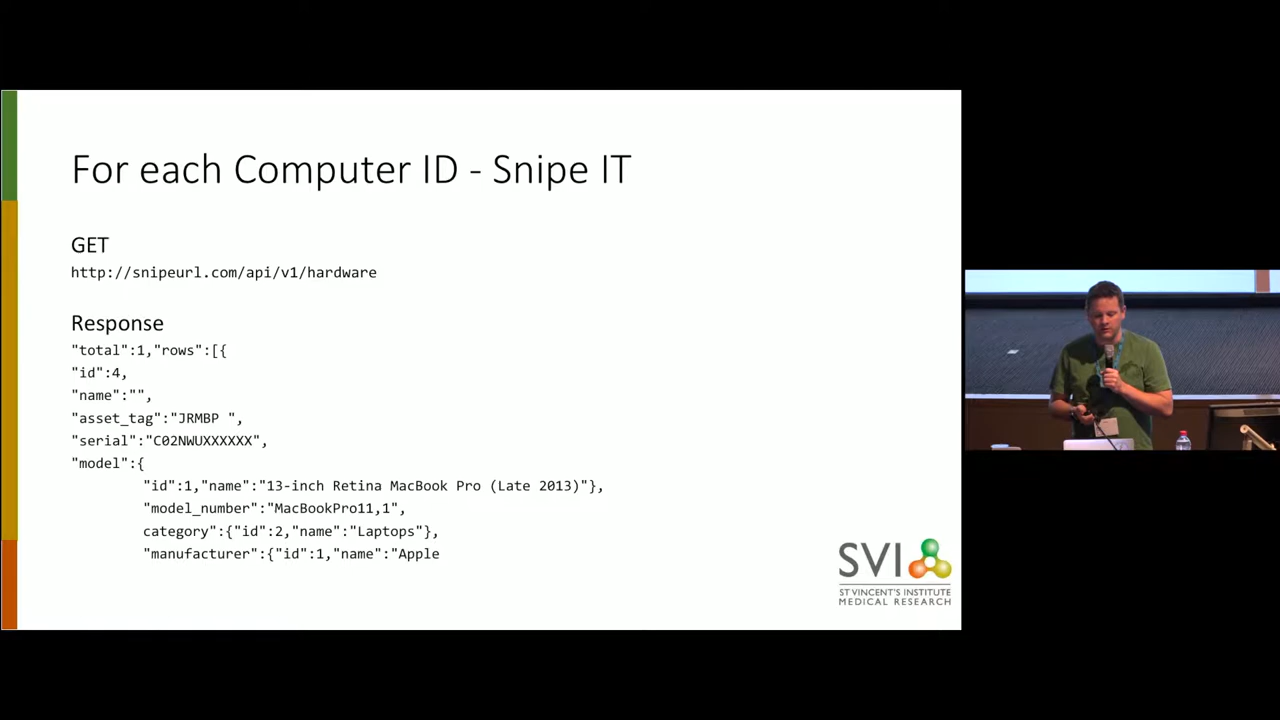 For each Computer ID - Snipe IT
GET
http://snipeurl.com/api/v1/hardware
Response
"total":1,"rows":[{
"id":4,
"name":"",
"asset_tag":"JRMBP ",
"serial":"C02NWUXXXXXX",
"model":{
"id":1,"name":"13-inch Retina MacBook Pro (Late 2013)"},
"model_number":"MacBookPro11,1",
category":{"id":2,"name":"Laptops"},
"manufacturer":{"id":1,"name":"Apple
SVI
ST VINCENT'S INSTITUTE
MEDICAL RESEARCH